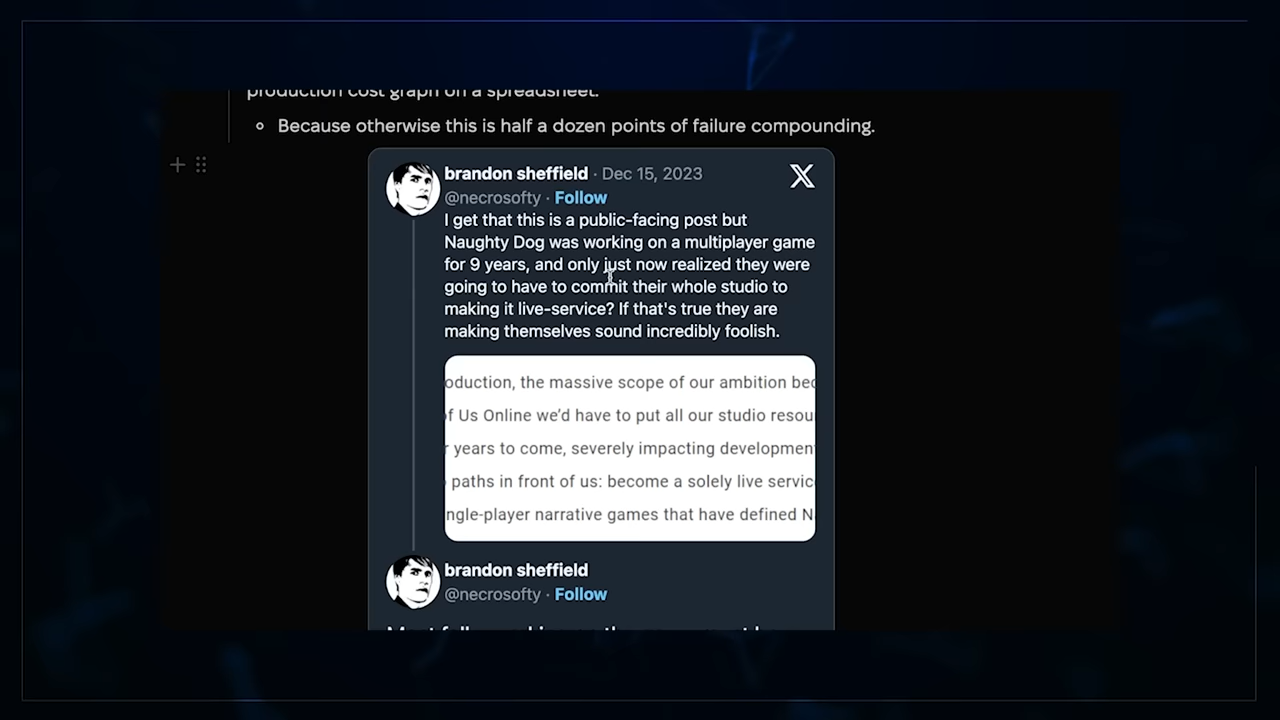 production cost graph on a spreadsheet.
Because otherwise this is half a dozen points of failure compounding.
brandon sheffield · Dec 15, 2023
@necrosofty · Follow
I get that this is a public-facing post but
Naughty Dog was working on a multiplayer game
for 9 years, and only just now realized they were
going to have to commit their whole studio to
making it live-service? If that's true they are
making themselves sound incredibly foolish.
oduction, the massive scope of our ambition bec
f Us Online we'd have to put all our studio resou
r years to come, severely impacting development
paths in front of us: become a solely live servic
ngle-player narrative games that have defined N
brandon sheffield
@necrosofty · Follow